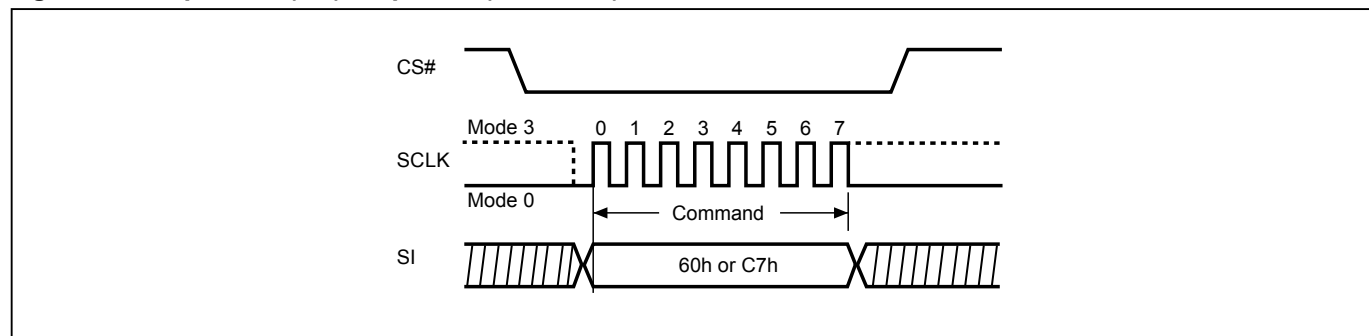 CS#
Mode 3
0 1 2 3 4 5 6 7
SCLK
Mode 0
Command
SI
60h or C7h